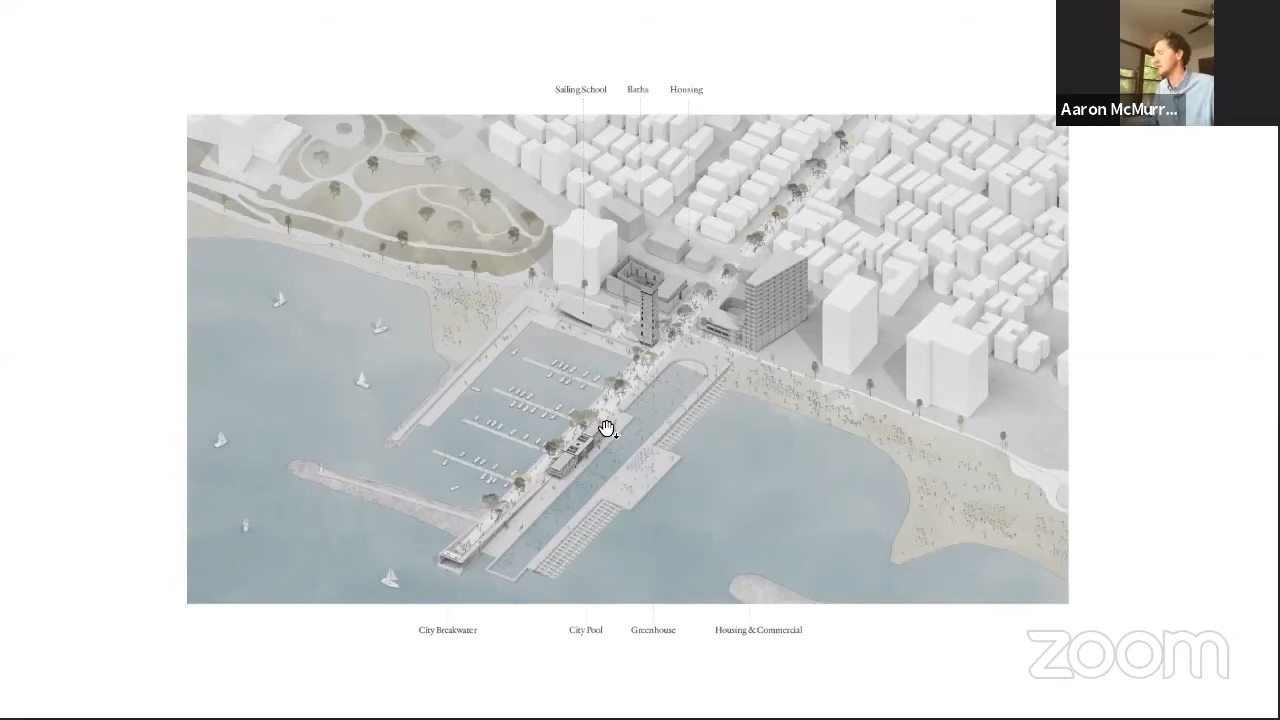 Sailing School Baths Housing
Aaron McMurr...
City Breakwater City Pool Greenhouse Housing & Commercial
zoom